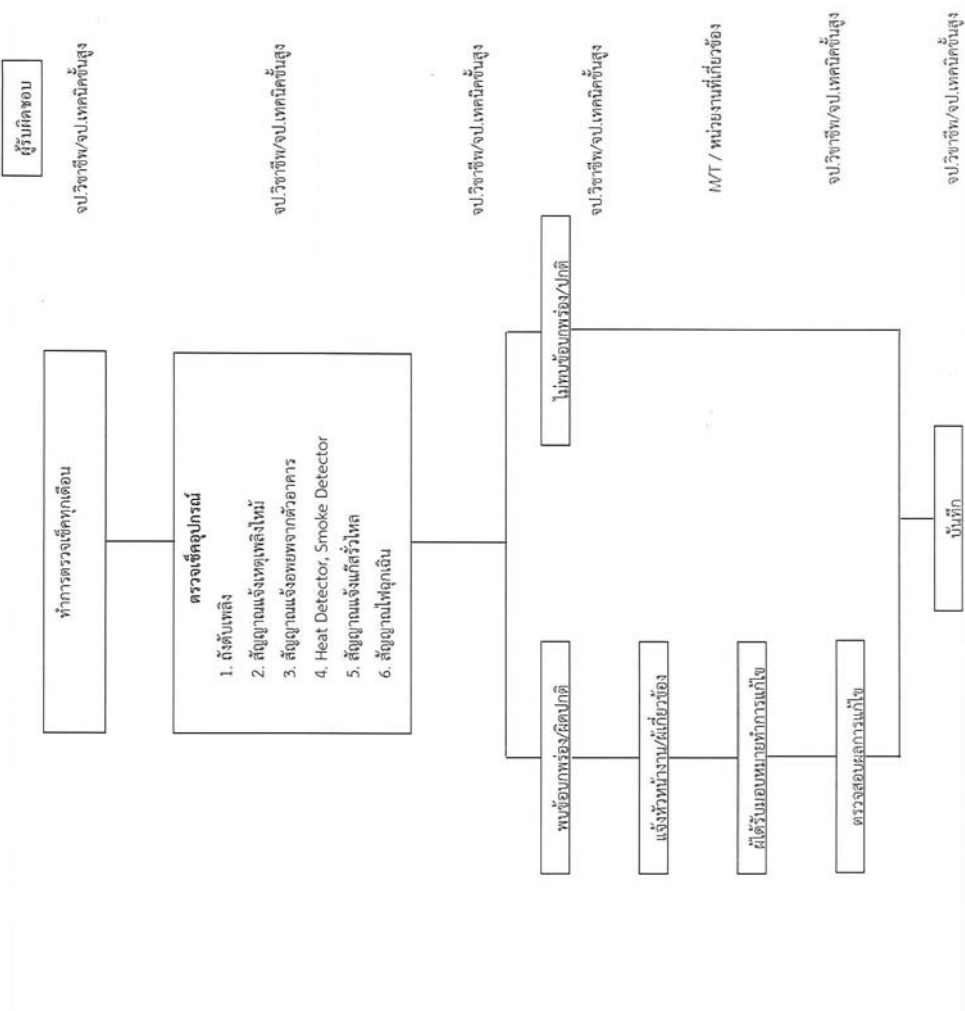 ผู้รับผิดชอบ
ทำการตรวจเช็คทุกเดือน
จป.วิชาชีพ/จป.เทคนิคขั้นสูง
ตรวจเช็คอุปกรณ์
1. ถังดับเพลิง
2. สัญญาณแจ้งเหตุเพลิงไหม้
3. สัญญาณแจ้งอพยพจากตัวอาคาร
4. Heat Detector, Smoke Detector
5. สัญญาณแจ้งแก๊สรั่วไหล
6. สัญญาณไฟฉุกเฉิน
จป.วิชาชีพ/จป.เทคนิคขั้นสูง
จป.วิชาชีพ/จป.เทคนิคขั้นสูง
พบข้อบกพร่อง/ผิดปกติ
ไม่พบข้อบกพร่อง/ปกติ
แจ้งหัวหน้างาน/ผู้เกี่ยวข้อง
จป.วิชาชีพ/จป.เทคนิคขั้นสูง
ผู้ได้รับมอบหมายทำการแก้ไข
M/T / หน่วยงานที่เกี่ยวข้อง
ตรวจสอบผลการแก้ไข
จป.วิชาชีพ/จป.เทคนิคขั้นสูง
บันทึก
จป.วิชาชีพ/จป.เทคนิคขั้นสูง